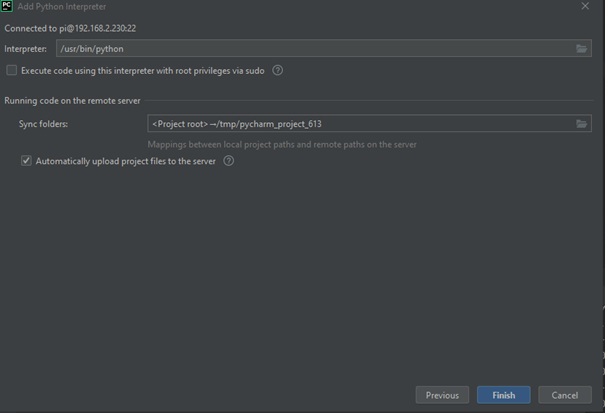 PC
Add Python Interpreter
Connected to pi@192.168.2.230:22
Interpreter: /usr/bin/python
Execute code using this interpreter with root privileges via sudo ?
Running code on the remote server
Sync folders: <Project root>→/tmp/pycharm_project_613
Mappings between local project paths and remote paths on the server
Automatically upload project files to the server ?
Previous Finish Cancel